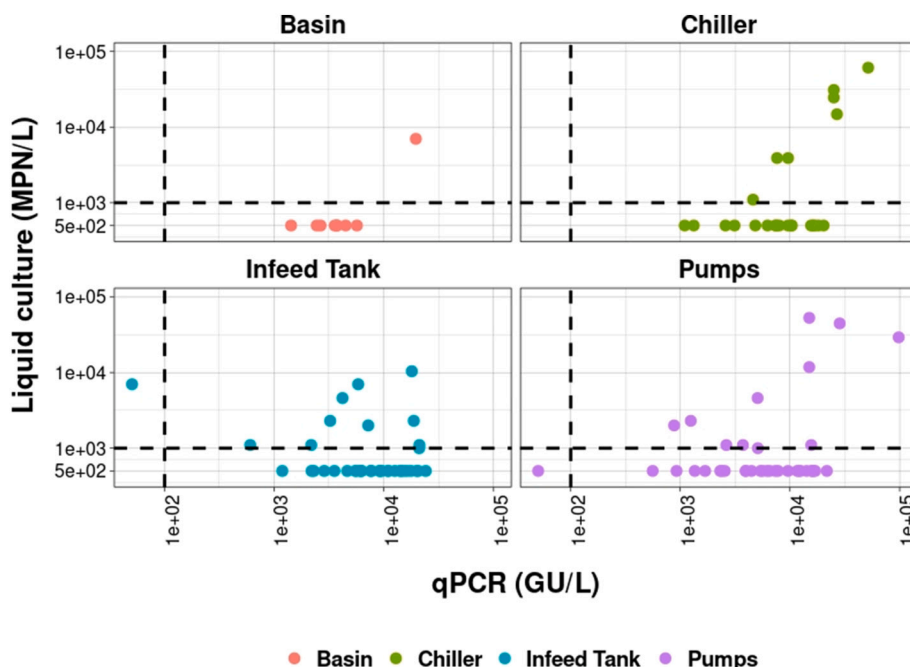 Basin
Chiller
1e+05
1e+04
1e+03
5e+02
Infeed Tank
Pumps
1e+05
1e+04
1e+03
5e+02
Liquid culture (MPN/L)
1e+02
1e+03
1e+04
1e+05
1e+02
1e+03
1e+04
1e+05
qPCR (GU/L)
Basin Chiller Infeed Tank Pumps